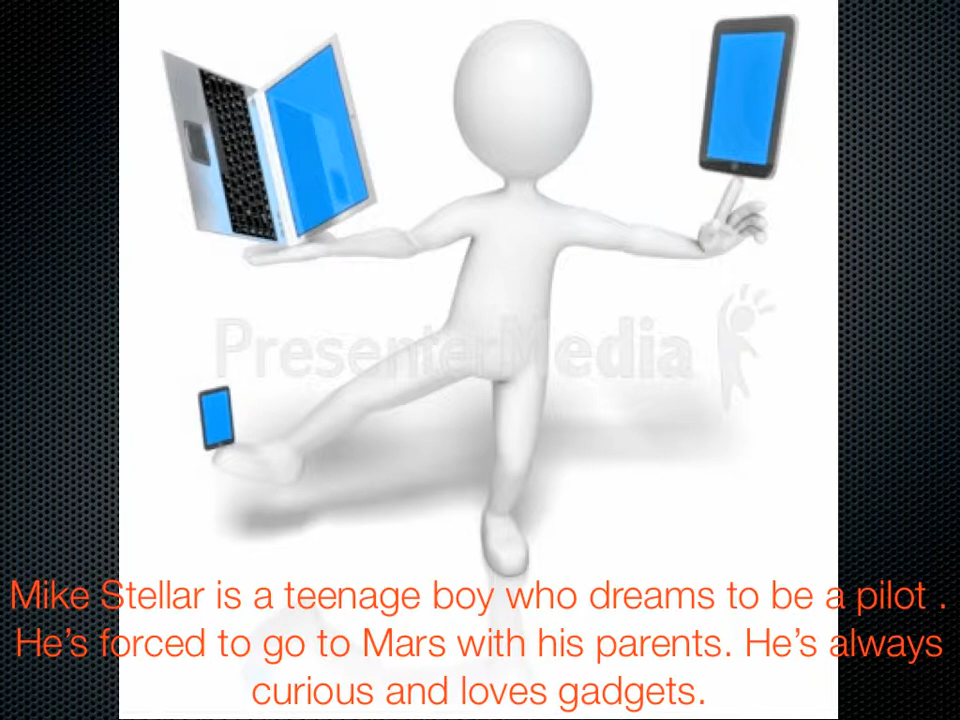 PresenterMedia
Mike Stellar is a teenage boy who dreams to be a pilot .
He's forced to go to Mars with his parents. He's always
curious and loves gadgets.